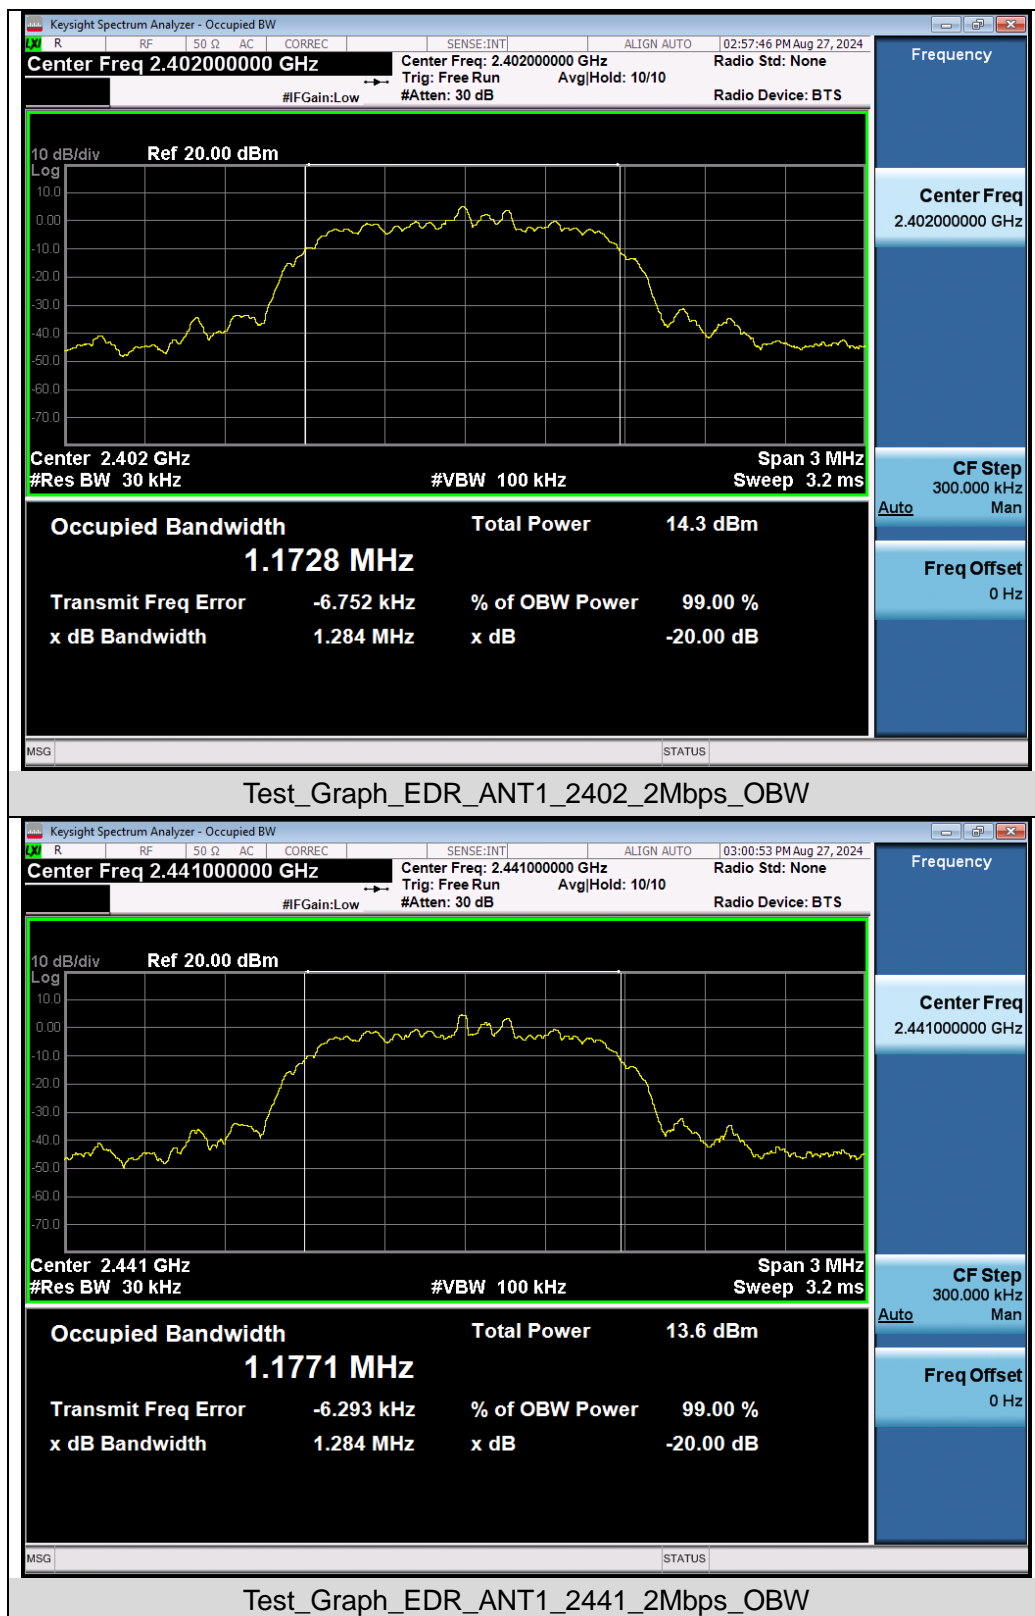 Keysight Spectrum Analyzer - Occupied BW
LXI R RF 50 Ω AC CORREC SENSE:INT ALIGN AUTO 02:57:46 PM Aug 27, 2024
Center Freq 2.402000000 GHz
Center Freq: 2.402000000 GHz Radio Std: None
Trig: Free Run Avg|Hold: 10/10
#IFGain:Low #Atten: 30 dB Radio Device: BTS
Frequency
10 dB/div Ref 20.00 dBm
Log
10.0
0.00
-10.0
-20.0
-30.0
-40.0
-50.0
-60.0
-70.0
Center Freq
2.402000000 GHz
Center 2.402 GHz Span 3 MHz
#Res BW 30 kHz #VBW 100 kHz Sweep 3.2 ms
CF Step
300.000 kHz
Auto Man
Occupied Bandwidth Total Power 14.3 dBm
1.1728 MHz
Freq Offset
0 Hz
Transmit Freq Error -6.752 kHz % of OBW Power 99.00 %
x dB Bandwidth 1.284 MHz x dB -20.00 dB
MSG STATUS
Test_Graph_EDR_ANT1_2402_2Mbps_OBW
Keysight Spectrum Analyzer - Occupied BW
LXI R RF 50 Ω AC CORREC SENSE:INT ALIGN AUTO 03:00:53 PM Aug 27, 2024
Center Freq 2.441000000 GHz
Center Freq: 2.441000000 GHz Radio Std: None
Trig: Free Run Avg|Hold: 10/10
#IFGain:Low #Atten: 30 dB Radio Device: BTS
Frequency
10 dB/div Ref 20.00 dBm
Log
10.0
0.00
-10.0
-20.0
-30.0
-40.0
-50.0
-60.0
-70.0
Center Freq
2.441000000 GHz
Center 2.441 GHz Span 3 MHz
#Res BW 30 kHz #VBW 100 kHz Sweep 3.2 ms
CF Step
300.000 kHz
Auto Man
Occupied Bandwidth Total Power 13.6 dBm
1.1771 MHz
Freq Offset
0 Hz
Transmit Freq Error -6.293 kHz % of OBW Power 99.00 %
x dB Bandwidth 1.284 MHz x dB -20.00 dB
MSG STATUS
Test_Graph_EDR_ANT1_2441_2Mbps_OBW